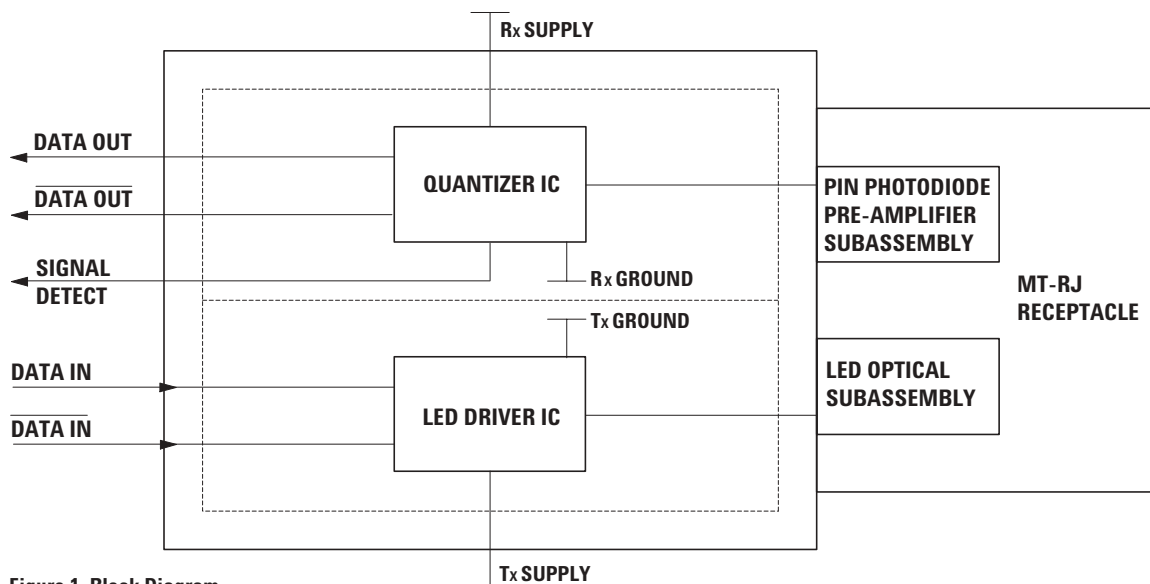 Rx SUPPLY
DATA OUT
DATA OUT
SIGNAL
DETECT
QUANTIZER IC
Rx GROUND
PIN PHOTODIODE
PRE-AMPLIFIER
SUBASSEMBLY
MT-RJ
RECEPTACLE
Tx GROUND
DATA IN
DATA IN
LED DRIVER IC
LED OPTICAL
SUBASSEMBLY
Tx SUPPLY
Figure 1. Block Diagram